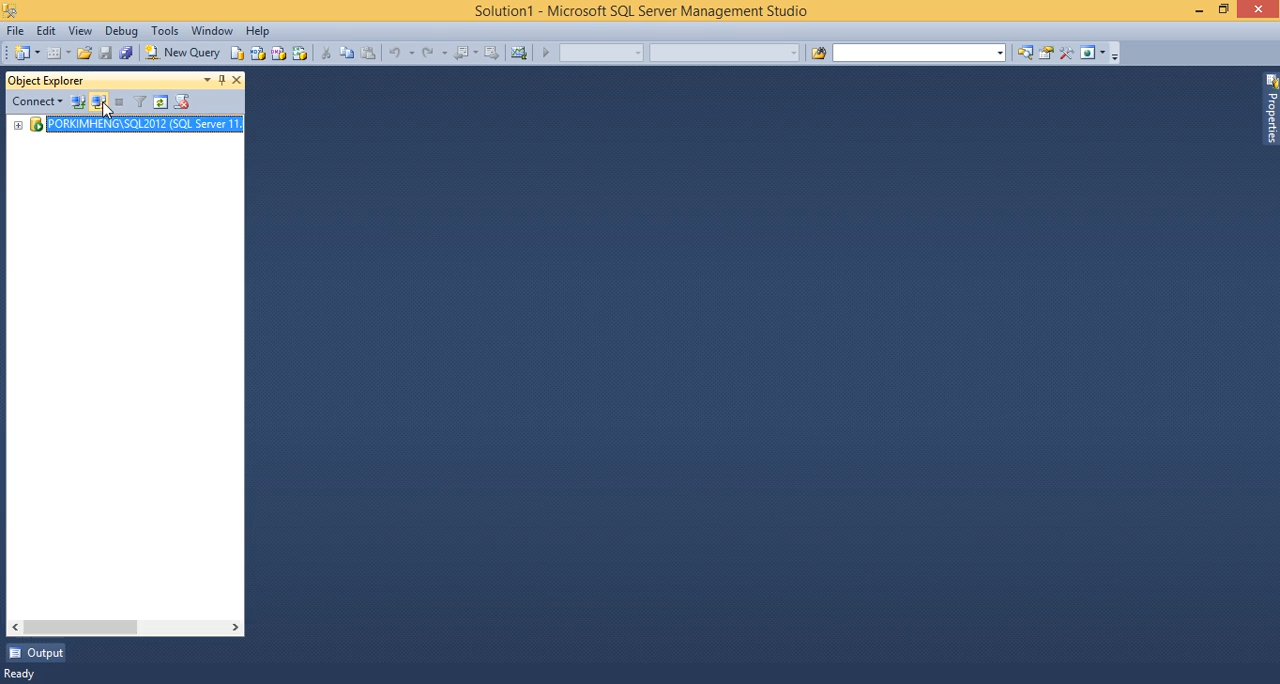 Solution1 - Microsoft SQL Server Management Studio
File Edit View Debug Tools Window Help
New Query
Object Explorer
Connect
PORKIMHENG\SQL2012 (SQL Server 11.
Properties
Output
Ready